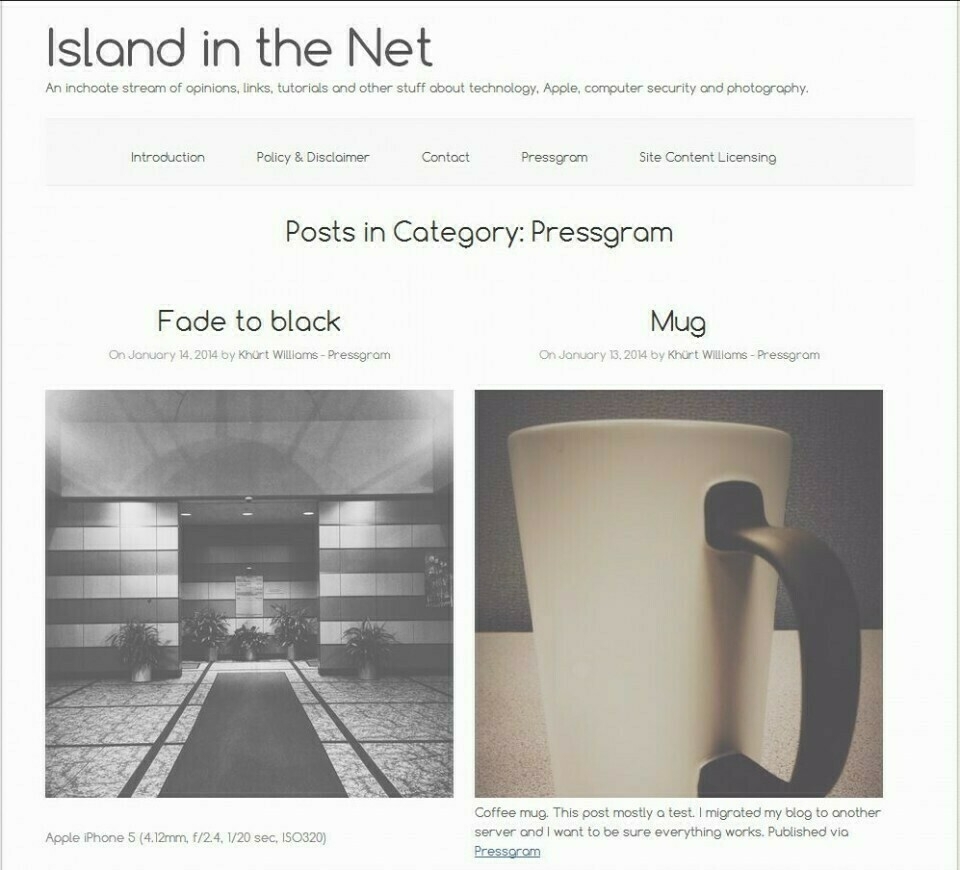 Island in the Net
An inchoate stream of opinions, links, tutorials and other stuff about technology, Apple, computer security and photography.
Introduction Policy & Disclaimer Contact Pressgram Site Content Licensing
Posts in Category: Pressgram
Fade to black
On January 14, 2014 by Khürt Williams - Pressgram
Apple iPhone 5 (4.12mm, f/2.4, 1/20 sec, ISO320)
Mug
On January 13, 2014 by Khürt Williams - Pressgram
Coffee mug. This post mostly a test. I migrated my blog to another
server and I want to be sure everything works. Published via
Pressgram